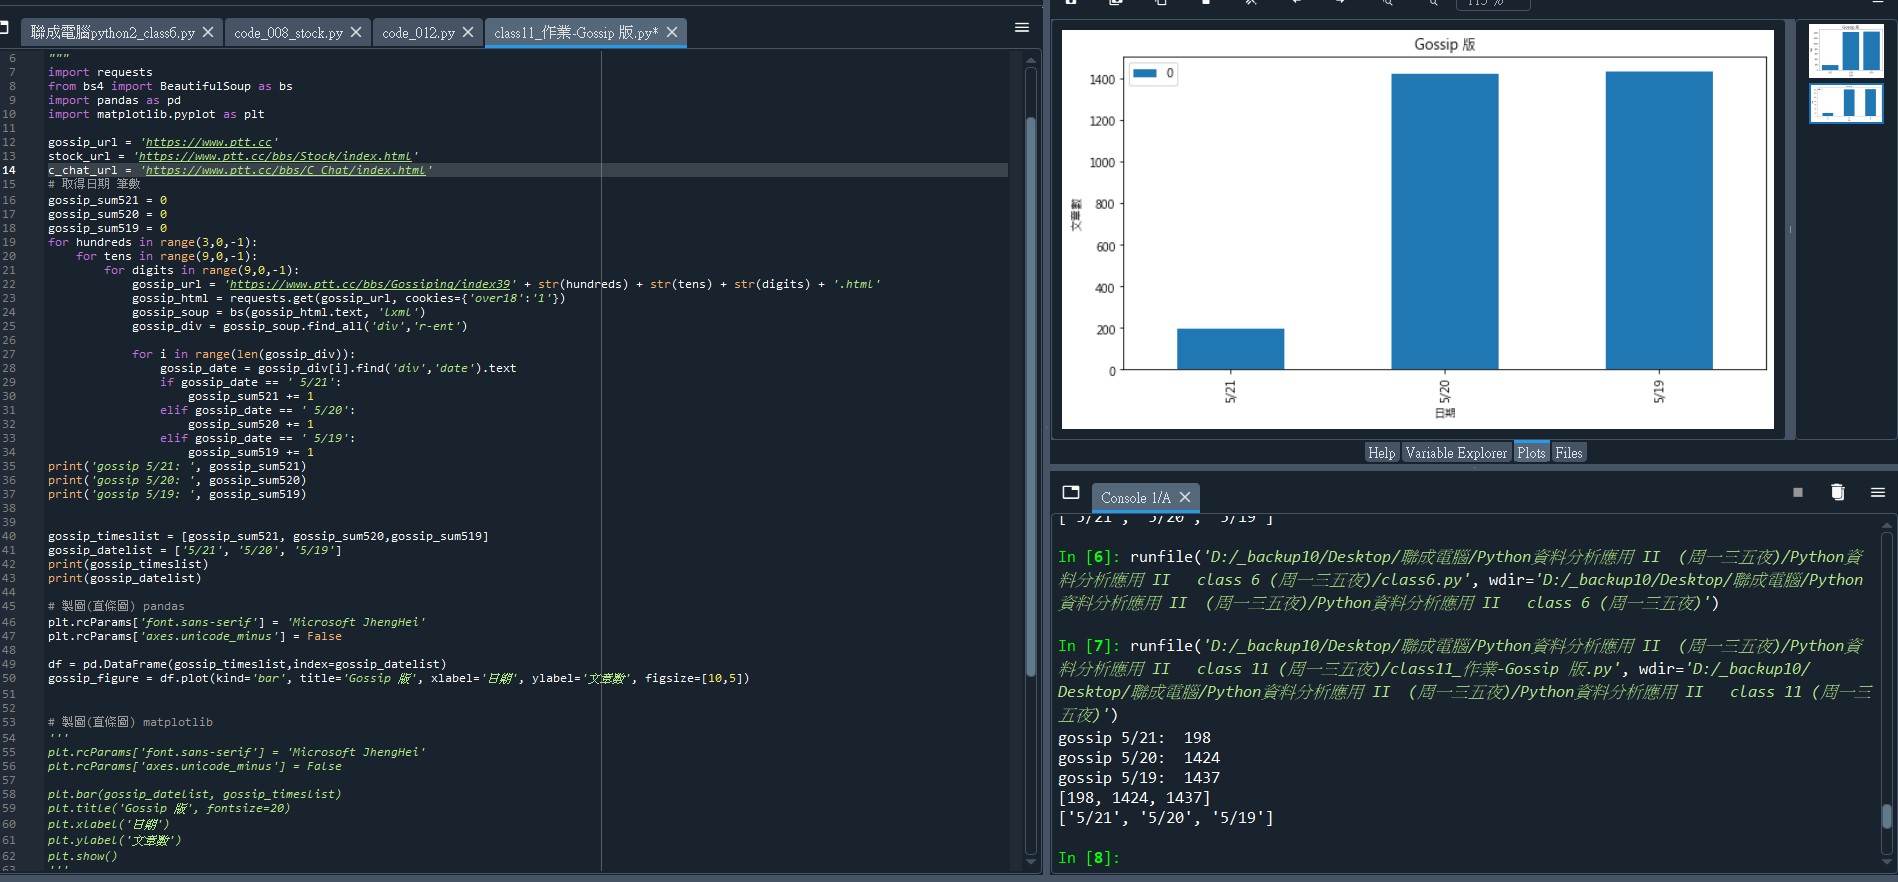 聯成電腦python2_class6.py
code_008_stock.py
code_012.py
class11_作業-Gossip 版.py*
6 """
7 import requests
8 from bs4 import BeautifulSoup as bs
9 import pandas as pd
10 import matplotlib.pyplot as plt
11
12 gossip_url = 'https://www.ptt.cc'
13 stock_url = 'https://www.ptt.cc/bbs/Stock/index.html'
14 c_chat_url = 'https://www.ptt.cc/bbs/C_Chat/index.html'
15 # 取得日期 筆數
16 gossip_sum521 = 0
17 gossip_sum520 = 0
18 gossip_sum519 = 0
19 for hundreds in range(3,0,-1):
20 for tens in range(9,0,-1):
21 for digits in range(9,0,-1):
22 gossip_url = 'https://www.ptt.cc/bbs/Gossiping/index39' + str(hundreds) + str(tens) + str(digits) + '.html'
23 gossip_html = requests.get(gossip_url, cookies={'over18':'1'})
24 gossip_soup = bs(gossip_html.text, 'lxml')
25 gossip_div = gossip_soup.find_all('div','r-ent')
26
27 for i in range(len(gossip_div)):
28 gossip_date = gossip_div[i].find('div','date').text
29 if gossip_date == ' 5/21':
30 gossip_sum521 += 1
31 elif gossip_date == ' 5/20':
32 gossip_sum520 += 1
33 elif gossip_date == ' 5/19':
34 gossip_sum519 += 1
35 print('gossip 5/21: ', gossip_sum521)
36 print('gossip 5/20: ', gossip_sum520)
37 print('gossip 5/19: ', gossip_sum519)
38
39
40 gossip_timeslist = [gossip_sum521, gossip_sum520,gossip_sum519]
41 gossip_datelist = ['5/21', '5/20', '5/19']
42 print(gossip_timeslist)
43 print(gossip_datelist)
44
45 # 製圖(直條圖) pandas
46 plt.rcParams['font.sans-serif'] = 'Microsoft JhengHei'
47 plt.rcParams['axes.unicode_minus'] = False
48
49 df = pd.DataFrame(gossip_timeslist,index=gossip_datelist)
50 gossip_figure = df.plot(kind='bar', title='Gossip 版', xlabel='日期', ylabel='文章數', figsize=[10,5])
51
52
53 # 製圖(直條圖) matplotlib
54 '''
55 plt.rcParams['font.sans-serif'] = 'Microsoft JhengHei'
56 plt.rcParams['axes.unicode_minus'] = False
57
58 plt.bar(gossip_datelist, gossip_timeslist)
59 plt.title('Gossip 版', fontsize=20)
60 plt.xlabel('日期')
61 plt.ylabel('文章數')
62 plt.show()
63 '''
115 %
Gossip 版
0
1400
1200
1000
800
600
400
200
0
文章數
5/21
5/20
5/19
日期
Help
Variable Explorer
Plots
Files
Console 1/A
['5/21', '5/20', '5/19']
In [6]: runfile('D:/_backup10/Desktop/聯成電腦/Python資料分析應用 II (周一三五夜)/Python資
料分析應用 II class 6 (周一三五夜)/class6.py', wdir='D:/_backup10/Desktop/聯成電腦/Python
資料分析應用 II (周一三五夜)/Python資料分析應用 II class 6 (周一三五夜)')
In [7]: runfile('D:/_backup10/Desktop/聯成電腦/Python資料分析應用 II (周一三五夜)/Python資
料分析應用 II class 11 (周一三五夜)/class11_作業-Gossip 版.py', wdir='D:/_backup10/
Desktop/聯成電腦/Python資料分析應用 II (周一三五夜)/Python資料分析應用 II class 11 (周一三
五夜)')
gossip 5/21: 198
gossip 5/20: 1424
gossip 5/19: 1437
[198, 1424, 1437]
['5/21', '5/20', '5/19']
In [8]: